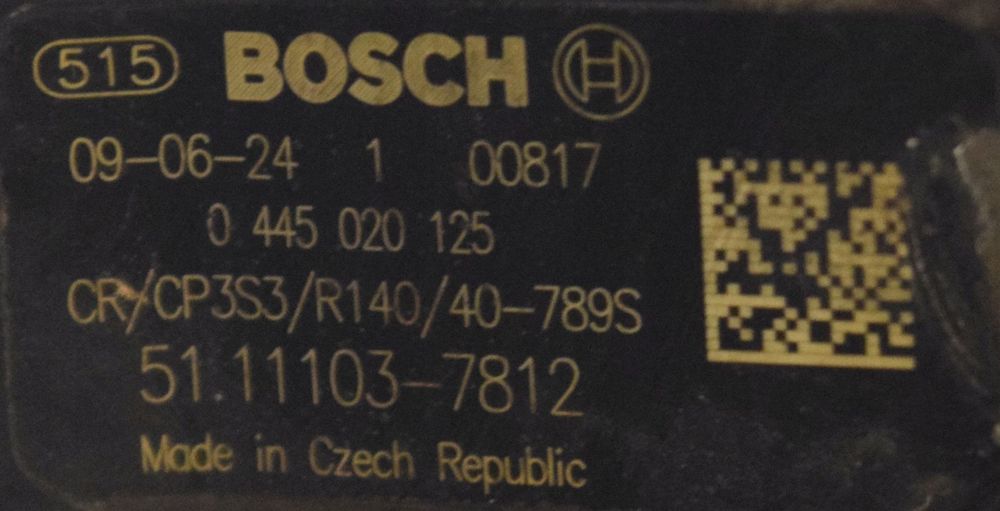 515 BOSCH
09-06-24 1 00817
0 445 020 125
CR/CP3S3/R140/40-789S
51.11103-7812
Made in Czech Republic